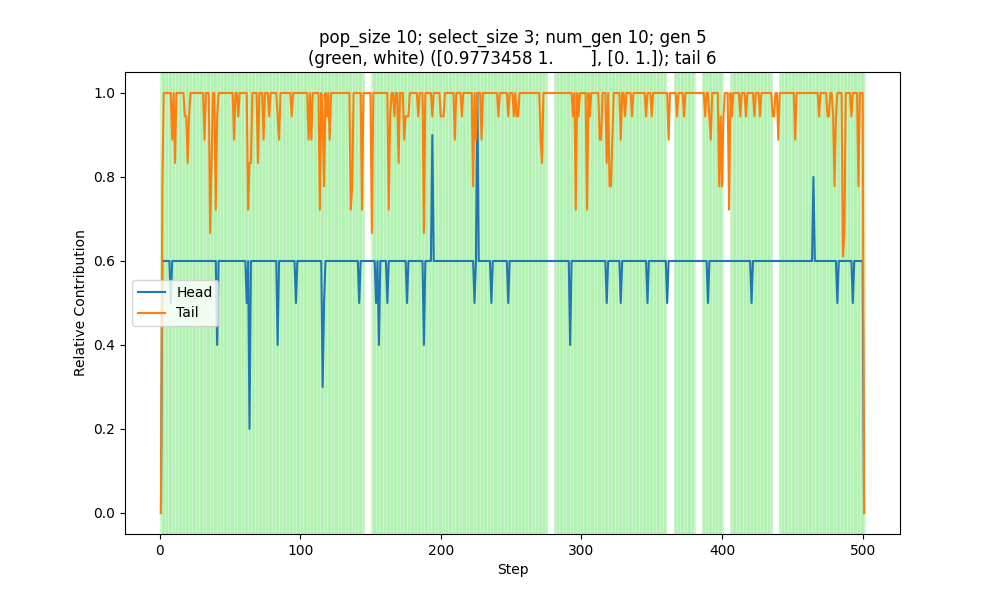 pop_size 10; select_size 3; num_gen 10; gen 5
(green, white) ([0.9773458 1.        ], [0. 1.]); tail 6
1.0
0.8
0.6
0.4
0.2
0.0
Relative Contribution
Head
Tail
0 100 200 300 400 500
Step